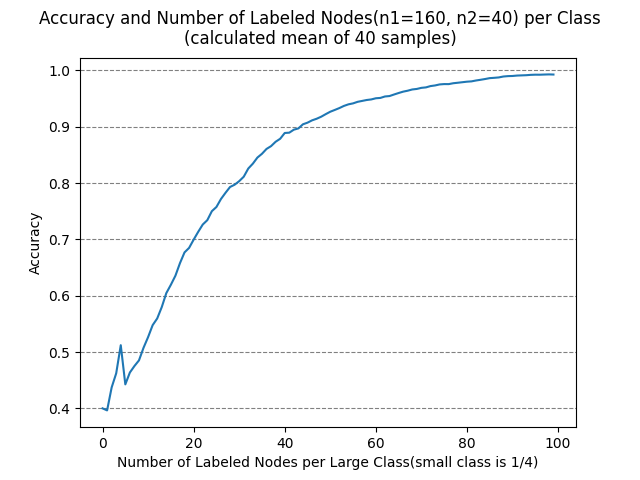 Accuracy and Number of Labeled Nodes(n1=160, n2=40) per Class
(calculated mean of 40 samples)
1.0
0.9
0.8
0.7
0.6
0.5
0.4
Accuracy
0 20 40 60 80 100
Number of Labeled Nodes per Large Class(small class is 1/4)